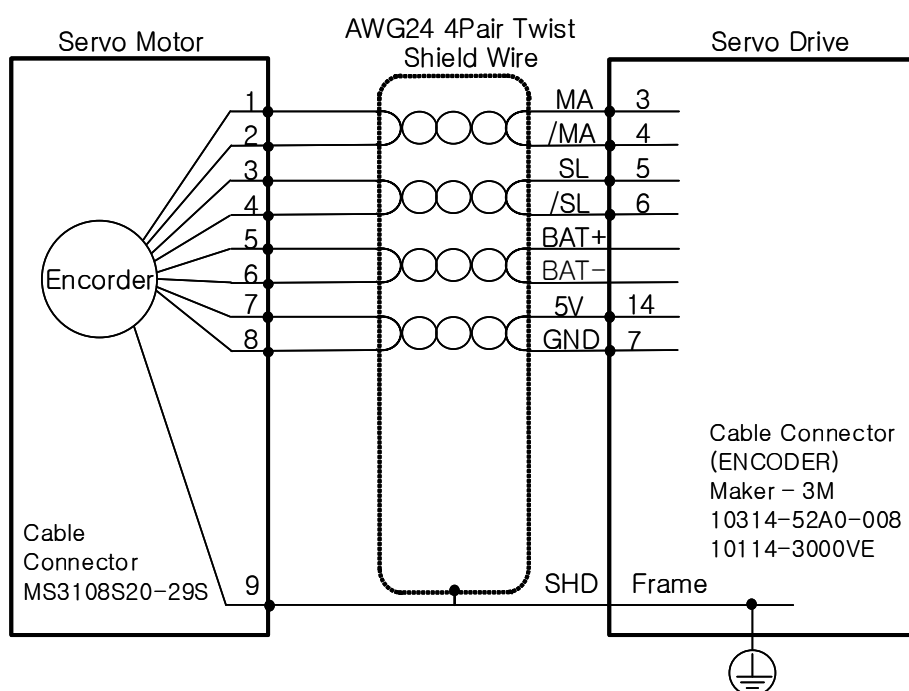 AWG24 4Pair Twist
Shield Wire
Servo Motor
Servo Drive
1
MA
3
2
/MA
4
3
SL
5
4
/SL
6
5
BAT+
6
BAT-
7
5V
14
8
GND
7
Encorder
Cable Connector
(ENCODER)
Maker - 3M
10314-52A0-008
10114-3000VE
Cable
Connector
MS3108S20-29S
9
SHD
Frame